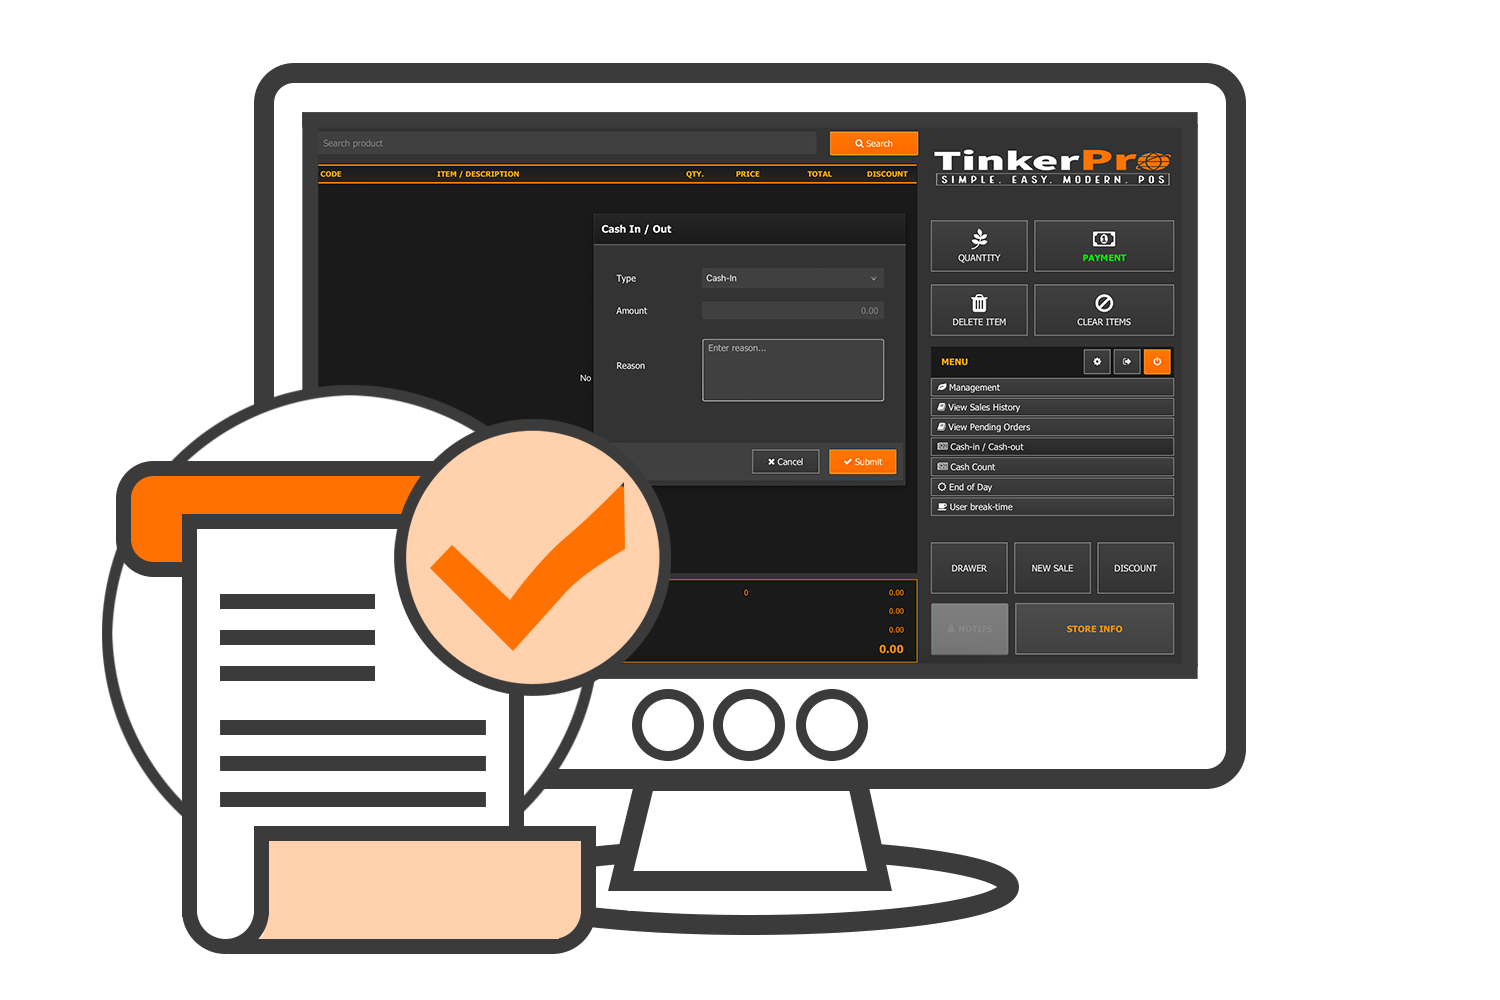 Search product
Search
CODE ITEM / DESCRIPTION QTY. PRICE TOTAL DISCOUNT
No
Cash In / Out
Type Cash-In
Amount 0.00
Reason Enter reason...
Cancel Submit
0 0.00
0.00
0.00
0.00
TinkerPro
SIMPLE. EASY. MODERN. POS
QUANTITY PAYMENT
DELETE ITEM CLEAR ITEMS
MENU
Management
View Sales History
View Pending Orders
Cash-in / Cash-out
Cash Count
End of Day
User break-time
DRAWER NEW SALE DISCOUNT
NOTIFS STORE INFO